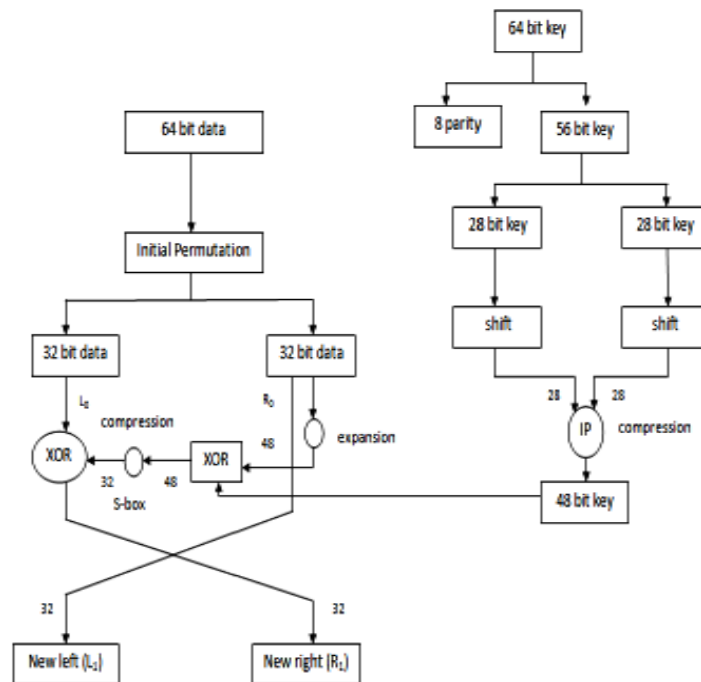 64 bit key
8 parity
56 bit key
64 bit data
28 bit key
28 bit key
Initial Permutation
shift
shift
32 bit data
32 bit data
28
28
L₀
R₀
compression
IP
compression
48
expansion
XOR
XOR
32
48
S-box
48 bit key
32
32
New left (L₁)
New right (R₁)